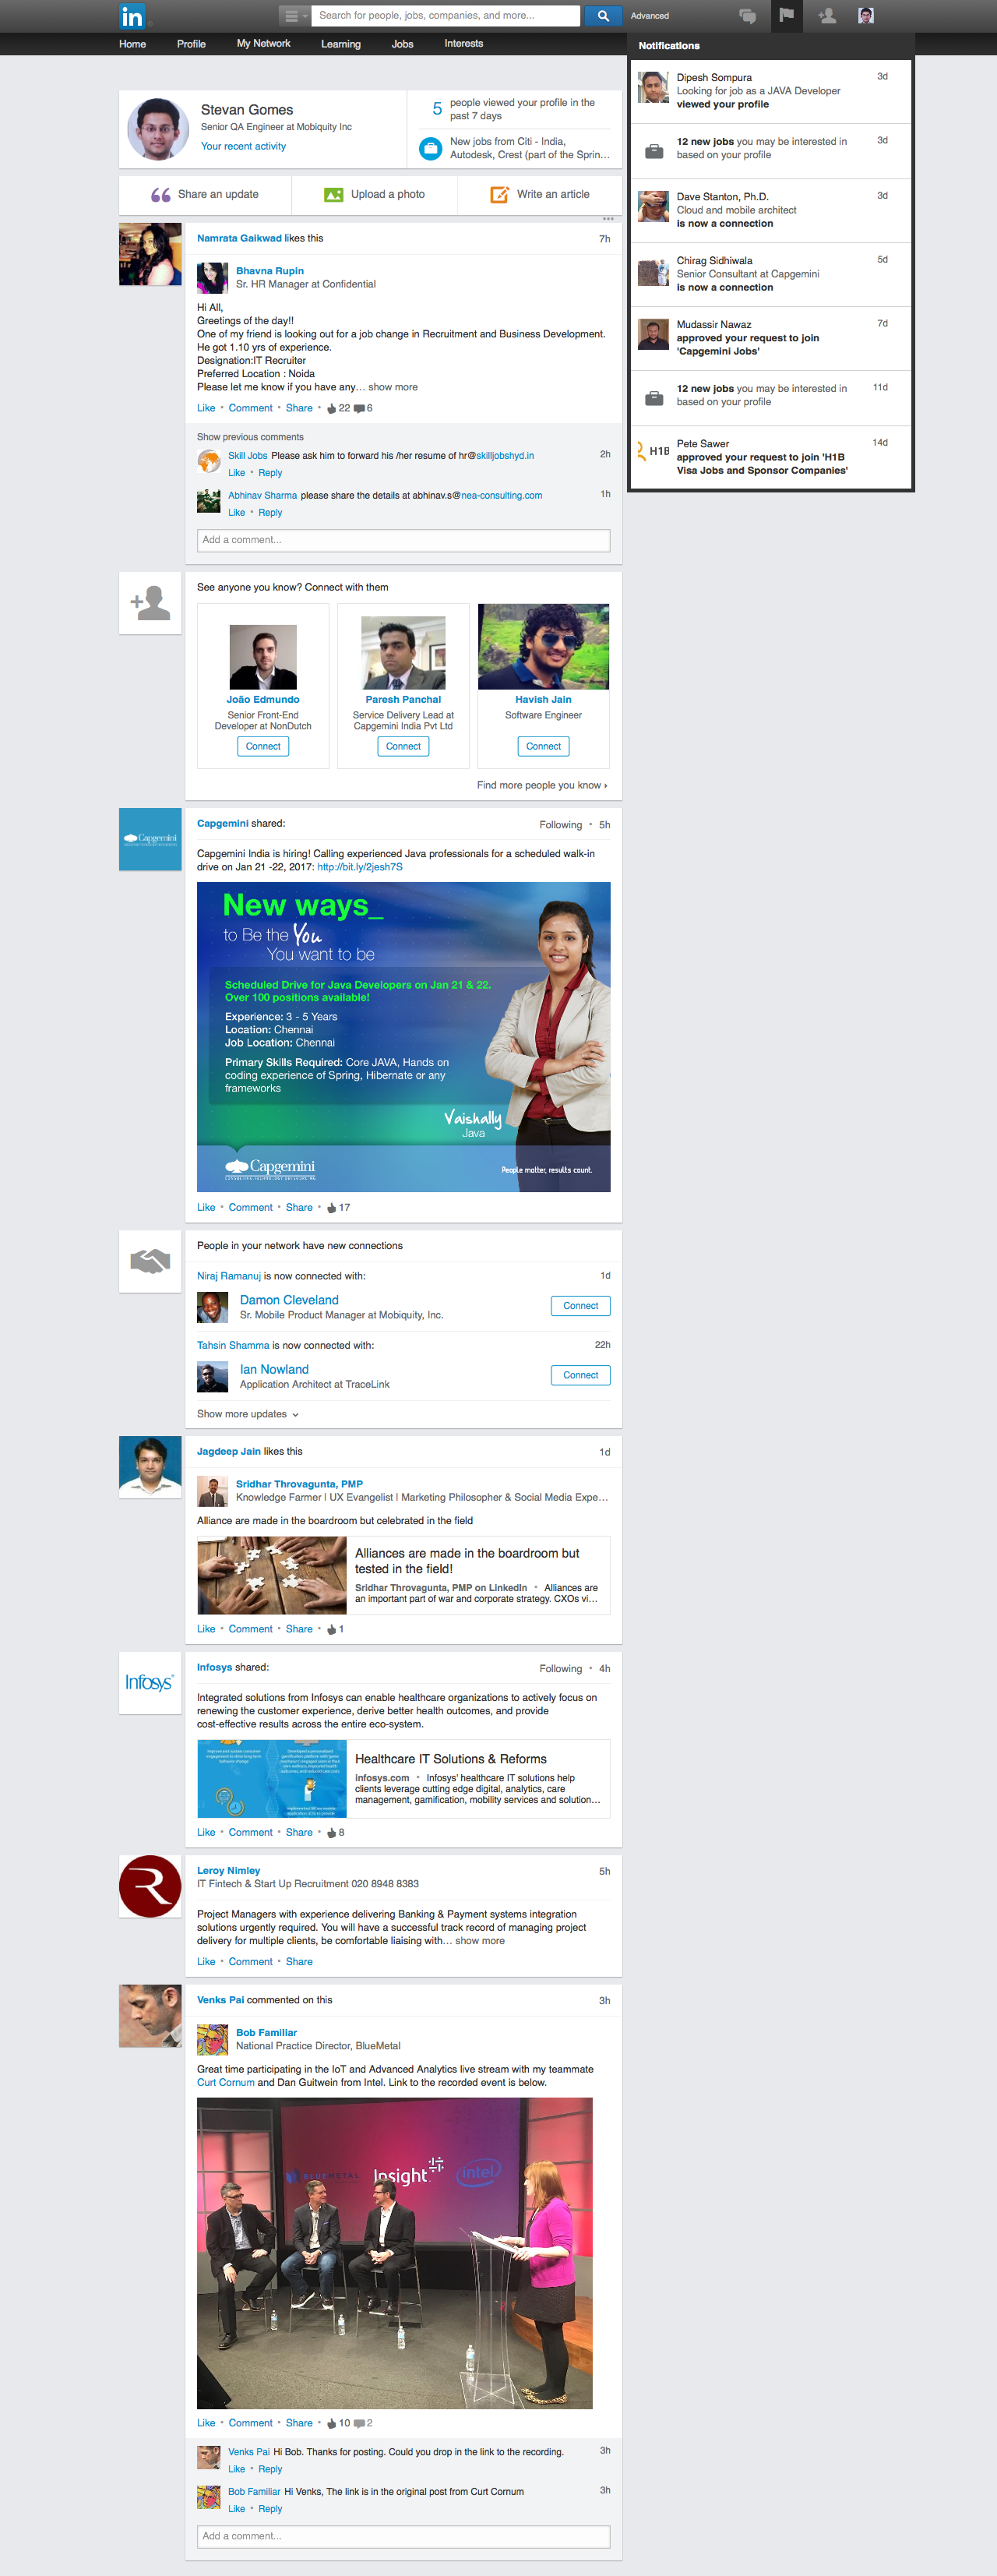 in
Search for people, jobs, companies, and more...
Advanced
Home
Profile
My Network
Learning
Jobs
Interests
Notifications
Dipesh Sompura
3d
Looking for job as a JAVA Developer
viewed your profile
12 new jobs you may be interested in
3d
based on your profile
Dave Stanton, Ph.D.
3d
Cloud and mobile architect
is now a connection
Chirag Sidhiwala
5d
Senior Consultant at Capgemini
is now a connection
Mudassir Nawaz
7d
approved your request to join
'Capgemini Jobs'
12 new jobs you may be interested in
11d
based on your profile
H1B
Pete Sawer
14d
approved your request to join 'H1B
Visa Jobs and Sponsor Companies'
Stevan Gomes
Senior QA Engineer at Mobiquity Inc
Your recent activity
5 people viewed your profile in the
past 7 days
New jobs from Citi - India,
Autodesk, Crest (part of the Sprin...
Share an update
Upload a photo
Write an article
Namrata Gaikwad likes this
7h
Bhavna Rupin
Sr. HR Manager at Confidential
Hi All,
Greetings of the day!!
One of my friend is looking out for a job change in Recruitment and Business Development.
He got 1.10 yrs of experience.
Designation:IT Recruiter
Preferred Location : Noida
Please let me know if you have any... show more
Like • Comment • Share • 22 6
Show previous comments
Skill Jobs Please ask him to forward his /her resume of hr@skilljobshyd.in
2h
Like • Reply
Abhinav Sharma please share the details at abhinav.s@nea-consulting.com
1h
Like • Reply
Add a comment...
See anyone you know? Connect with them
João Edmundo
Senior Front-End
Developer at NonDutch
Connect
Paresh Panchal
Service Delivery Lead at
Capgemini India Pvt Ltd
Connect
Havish Jain
Software Engineer
Connect
Find more people you know ›
Capgemini
Capgemini shared:
Following • 5h
Capgemini India is hiring! Calling experienced Java professionals for a scheduled walk-in
drive on Jan 21 -22, 2017: http://bit.ly/2jesh7S
New ways_
to Be the You
You want to be
Scheduled Drive for Java Developers on Jan 21 & 22.
Over 100 positions available!
Experience: 3 - 5 Years
Location: Chennai
Job Location: Chennai
Primary Skills Required: Core JAVA, Hands on
coding experience of Spring, Hibernate or any
frameworks
Vaishally
Java
Capgemini
People matter, results count.
Like • Comment • Share • 17
People in your network have new connections
Niraj Ramanuj is now connected with:
1d
Damon Cleveland
Sr. Mobile Product Manager at Mobiquity, Inc.
Connect
Tahsin Shamma is now connected with:
22h
Ian Nowland
Application Architect at TraceLink
Connect
Show more updates
Jagdeep Jain likes this
1d
Sridhar Throvagunta, PMP
Knowledge Farmer | UX Evangelist | Marketing Philosopher & Social Media Expe...
Alliance are made in the boardroom but celebrated in the field
Alliances are made in the boardroom but
tested in the field!
Sridhar Throvagunta, PMP on LinkedIn • Alliances are
an important part of war and corporate strategy. CXOs vi...
Like • Comment • Share • 1
Infosys
Infosys shared:
Following • 4h
Integrated solutions from Infosys can enable healthcare organizations to actively focus on
renewing the customer experience, derive better health outcomes, and provide
cost-effective results across the entire eco-system.
Healthcare IT Solutions & Reforms
infosys.com • Infosys' healthcare IT solutions help
clients leverage cutting edge digital, analytics, care
management, gamification, mobility services and solution...
Like • Comment • Share • 8
R
Leroy Nimley
5h
IT Fintech & Start Up Recruitment 020 8948 8383
Project Managers with experience delivering Banking & Payment systems integration
solutions urgently required. You will have a successful track record of managing project
delivery for multiple clients, be comfortable liaising with... show more
Like • Comment • Share
Venks Pai commented on this
3h
Bob Familiar
National Practice Director, BlueMetal
Great time participating in the IoT and Advanced Analytics live stream with my teammate
Curt Cornum and Dan Guitwein from Intel. Link to the recorded event is below.
BLUEMETAL
Insight
intel
Like • Comment • Share • 10 2
Venks Pai Hi Bob. Thanks for posting. Could you drop in the link to the recording.
3h
Like • Reply
Bob Familiar Hi Venks, The link is in the original post from Curt Cornum
3h
Like • Reply
Add a comment...